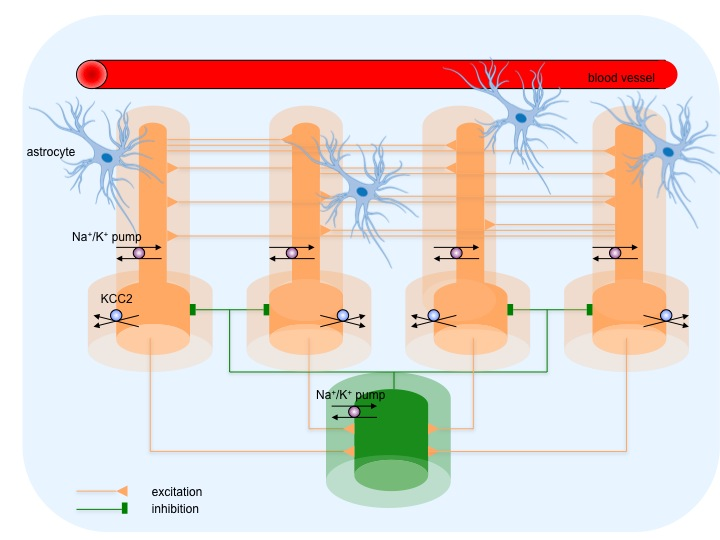 blood vessel
astrocyte
Na⁺/K⁺ pump
KCC2
Na⁺/K⁺ pump
excitation
inhibition